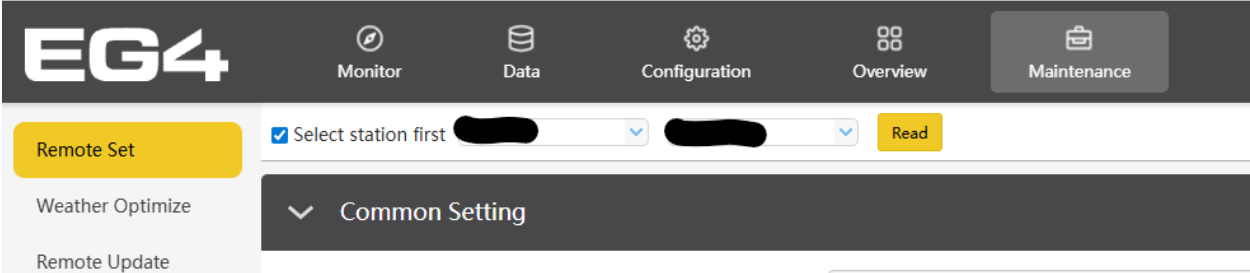 EG4
Monitor
Data
Configuration
Overview
Maintenance
Remote Set
Select station first
Read
Weather Optimize
Common Setting
Remote Update